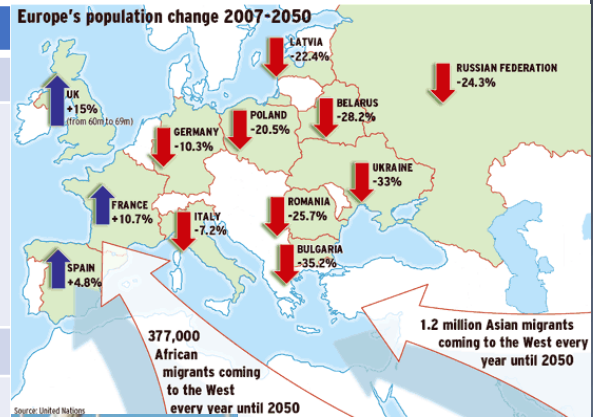 Europe's population change 2007-2050
LATVIA
-22.4%
RUSSIAN FEDERATION
-24.3%
UK
+15%
(from 60m to 69m)
BELARUS
-28.2%
POLAND
-20.5%
GERMANY
-10.3%
UKRAINE
-33%
FRANCE
+10.7%
ROMANIA
-25.7%
ITALY
-7.2%
BULGARIA
-35.2%
SPAIN
+4.8%
1.2 million Asian migrants
coming to the West every
year until 2050
377,000
African
migrants coming
to the West
every year until 2050
Source: United Nations